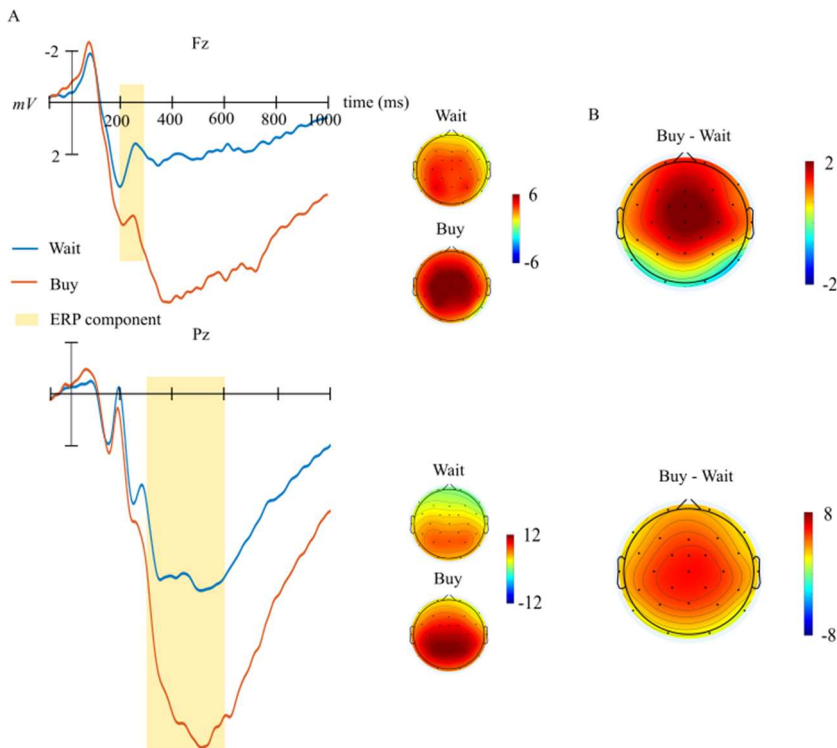 A
Fz
-2
mV
2
200
400
600
800
1000
time (ms)
Wait
Buy
ERP component
Wait
Buy
6
-6
B
Buy - Wait
2
-2
Pz
Wait
Buy
12
-12
Buy - Wait
8
-8